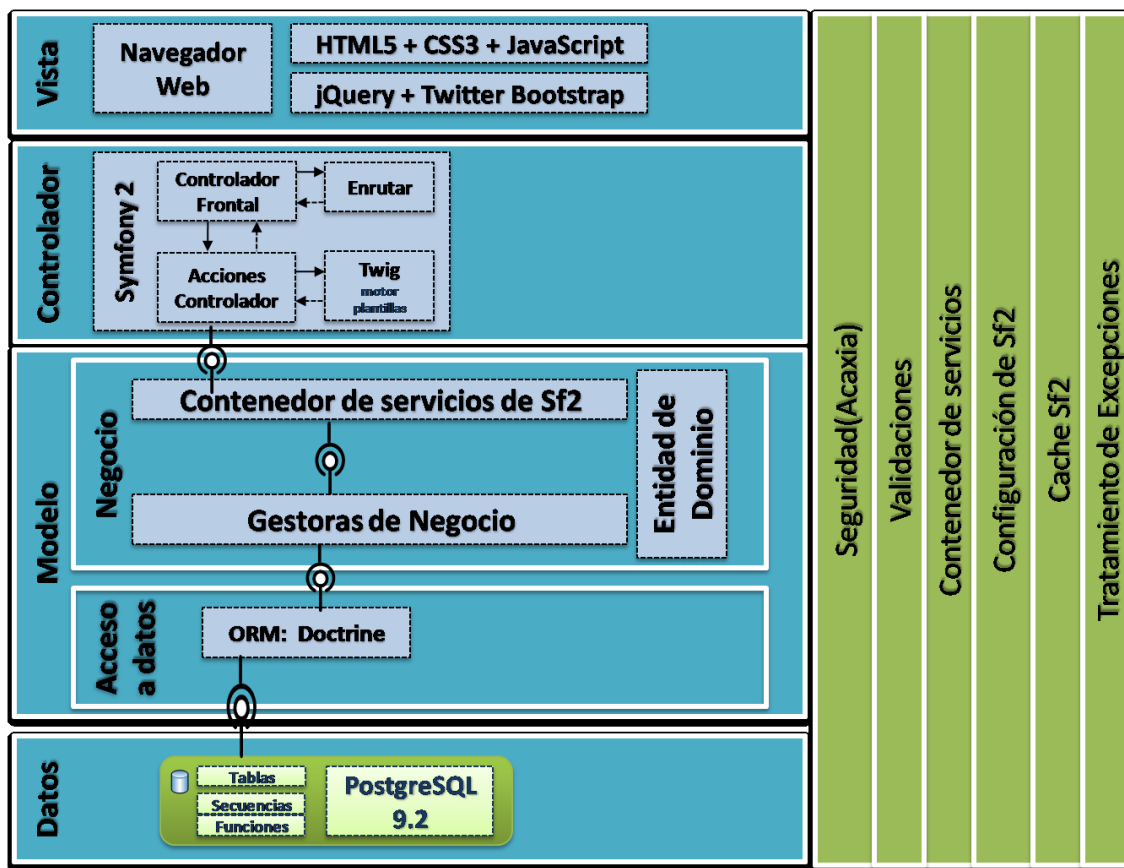 Vista
Navegador
Web
HTML5 + CSS3 + JavaScript
jQuery + Twitter Bootstrap
Controlador
Symfony 2
Controlador
Frontal
Enrutar
Acciones
Controlador
Twig
motor
plantillas
Modelo
Negocio
Contenedor de servicios de Sf2
Gestoras de Negocio
Entidad de
Dominio
Acceso
a datos
ORM: Doctrine
Datos
Tablas
Secuencias
Funciones
PostgreSQL
9.2
Seguridad(Acaxia)
Validaciones
Contenedor de servicios
Configuración de Sf2
Cache Sf2
Tratamiento de Excepciones